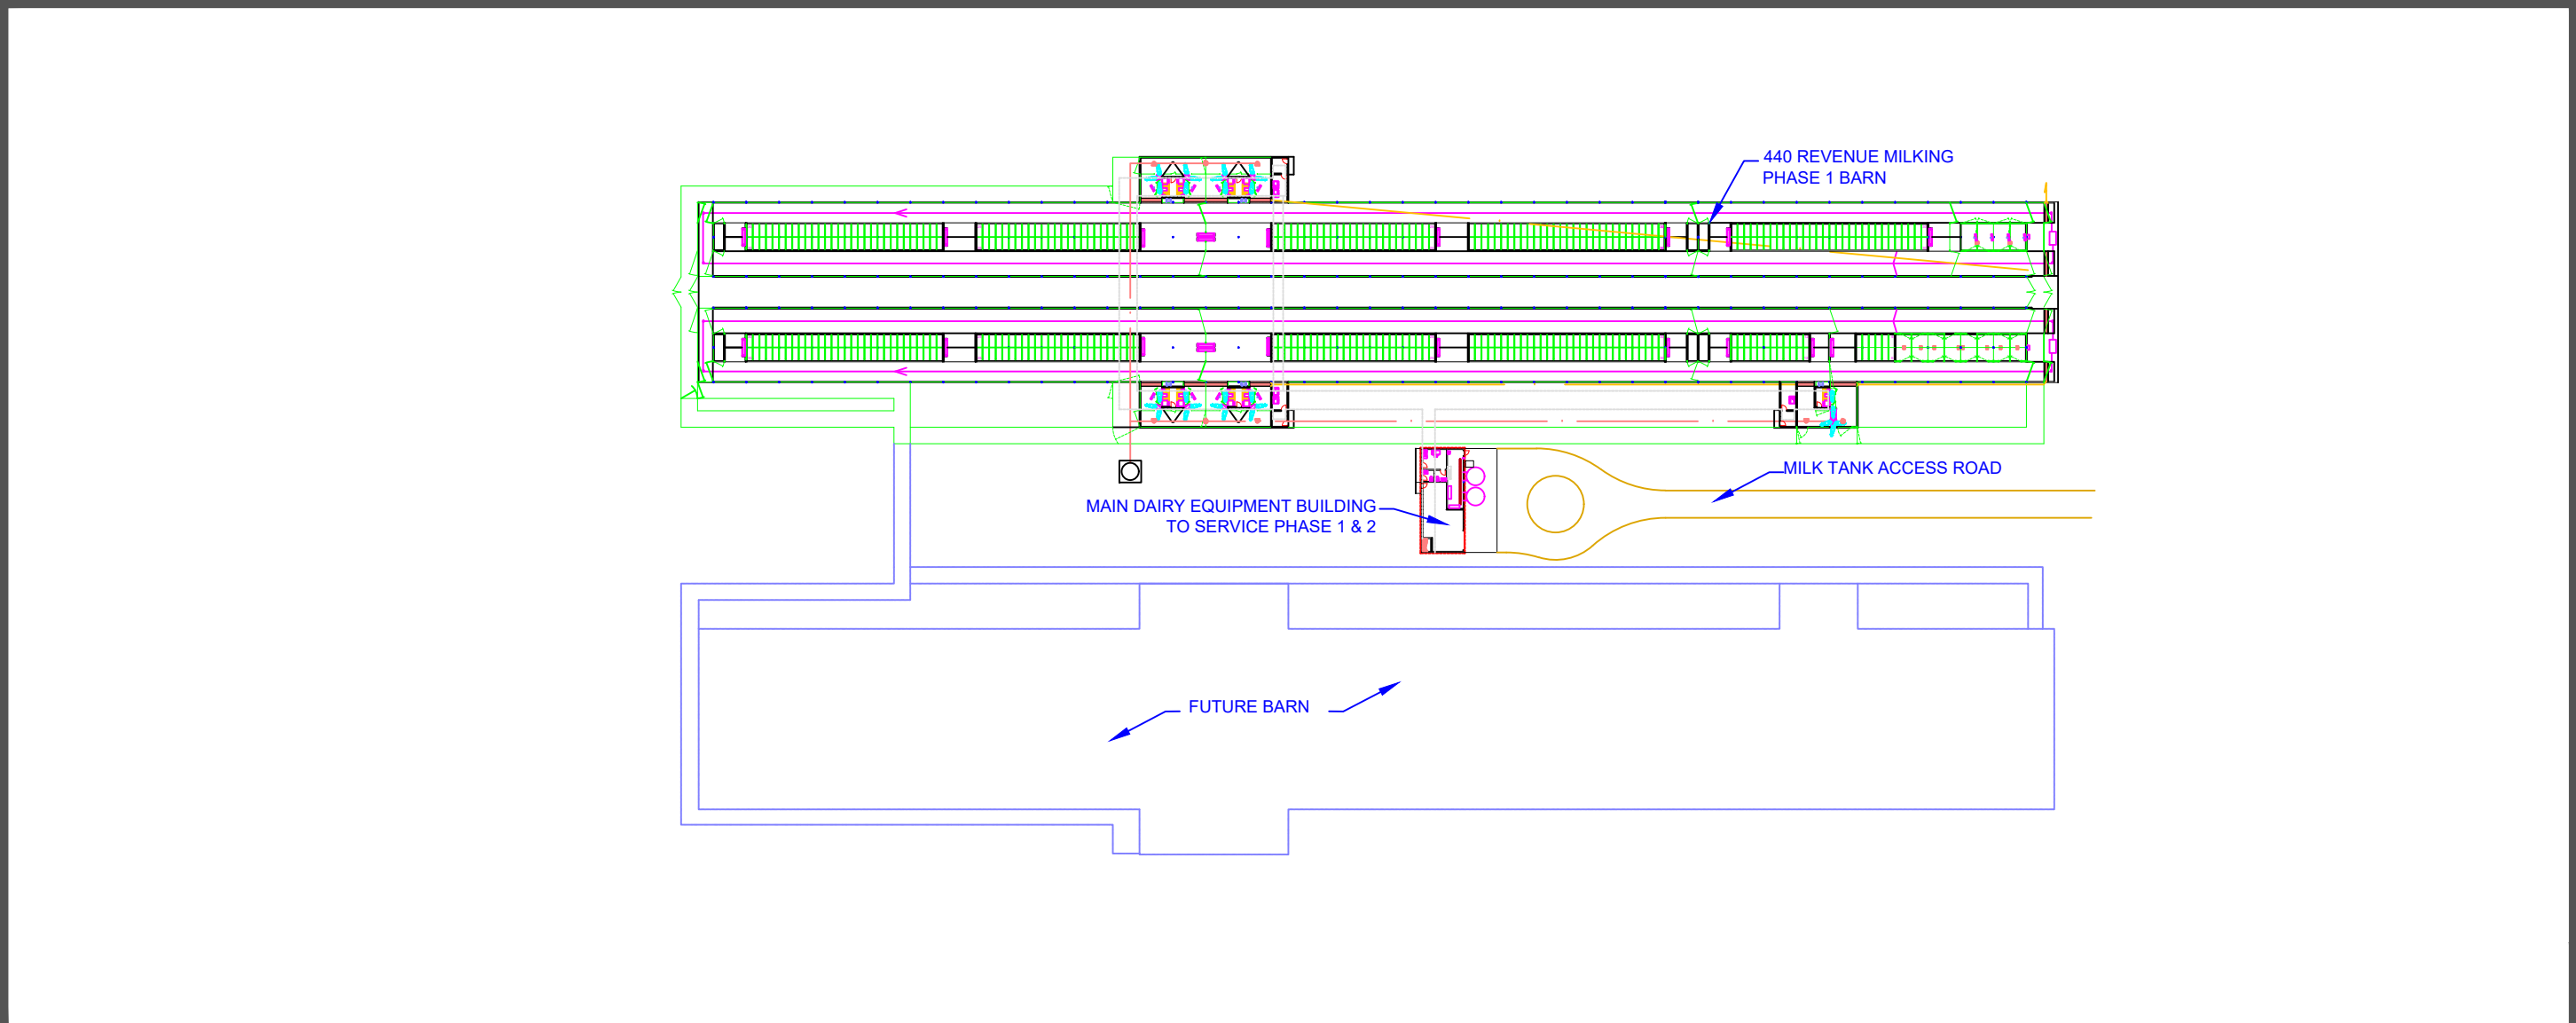 440 REVENUE MILKING
PHASE 1 BARN
MILK TANK ACCESS ROAD
MAIN DAIRY EQUIPMENT BUILDING
TO SERVICE PHASE 1 & 2
FUTURE BARN